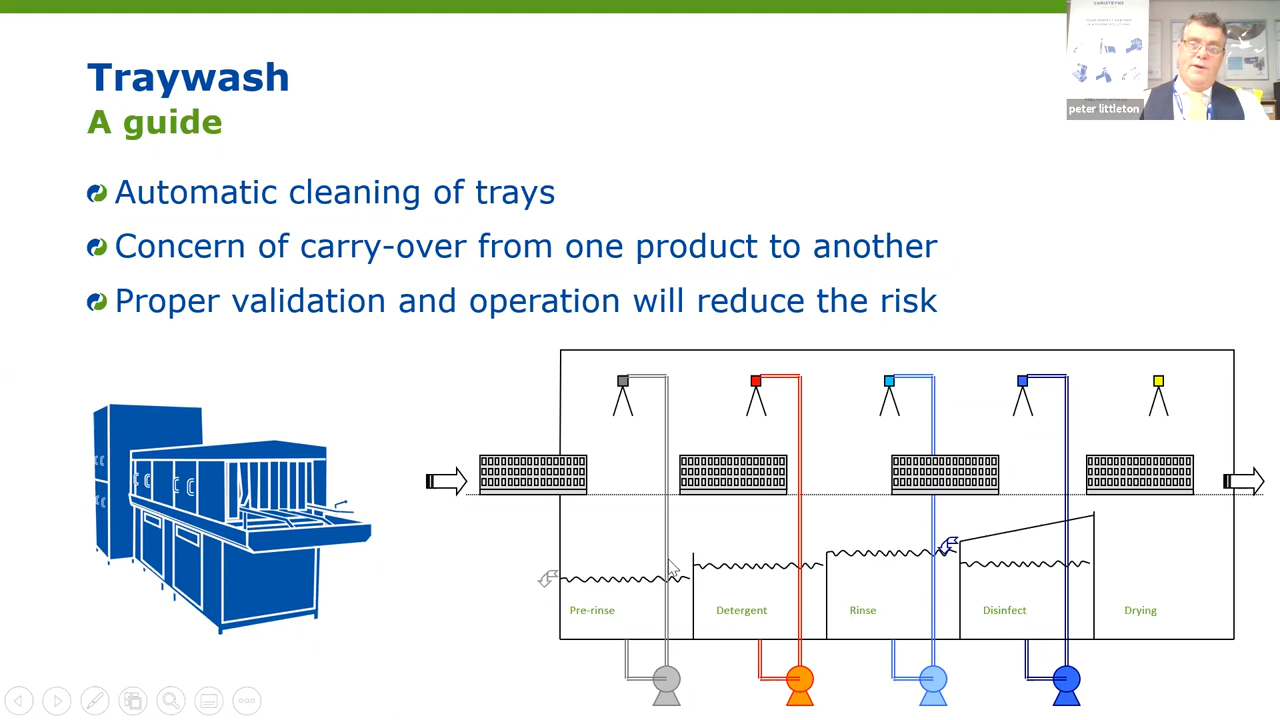 Traywash
A guide
Automatic cleaning of trays
Concern of carry-over from one product to another
Proper validation and operation will reduce the risk
CHRISTEYNS
peter littleton
Pre-rinse
Detergent
Rinse
Disinfect
Drying